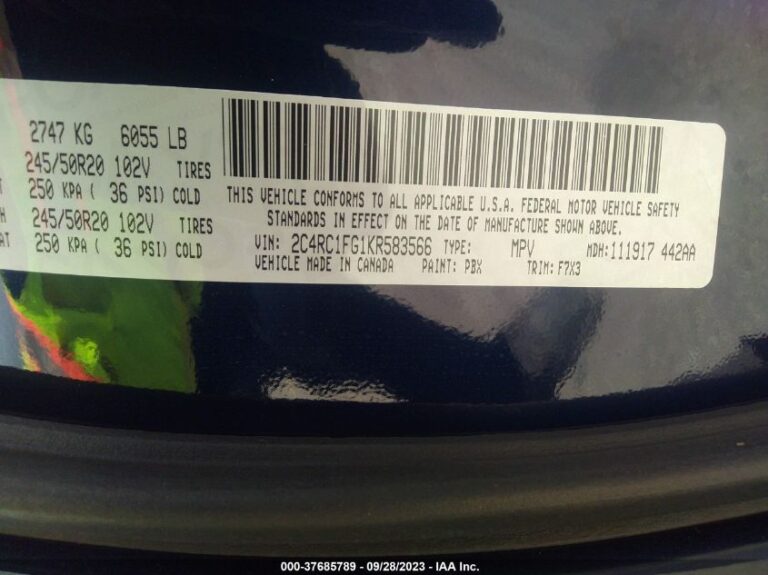 2747 KG 6055 LB
245/50R20 102V TIRES
250 KPA ( 36 PSI) COLD
245/50R20 102V TIRES
250 KPA ( 36 PSI) COLD
THIS VEHICLE CONFORMS TO ALL APPLICABLE U.S.A. FEDERAL MOTOR VEHICLE SAFETY
STANDARDS IN EFFECT ON THE DATE OF MANUFACTURE SHOWN ABOVE.
VIN: 2C4RC1FG1KR583566 TYPE: MPV MDH: 111917 442AA
VEHICLE MADE IN CANADA PAINT: PBX TRIM: F7X3
000-37685789 - 09/28/2023 - IAA Inc.